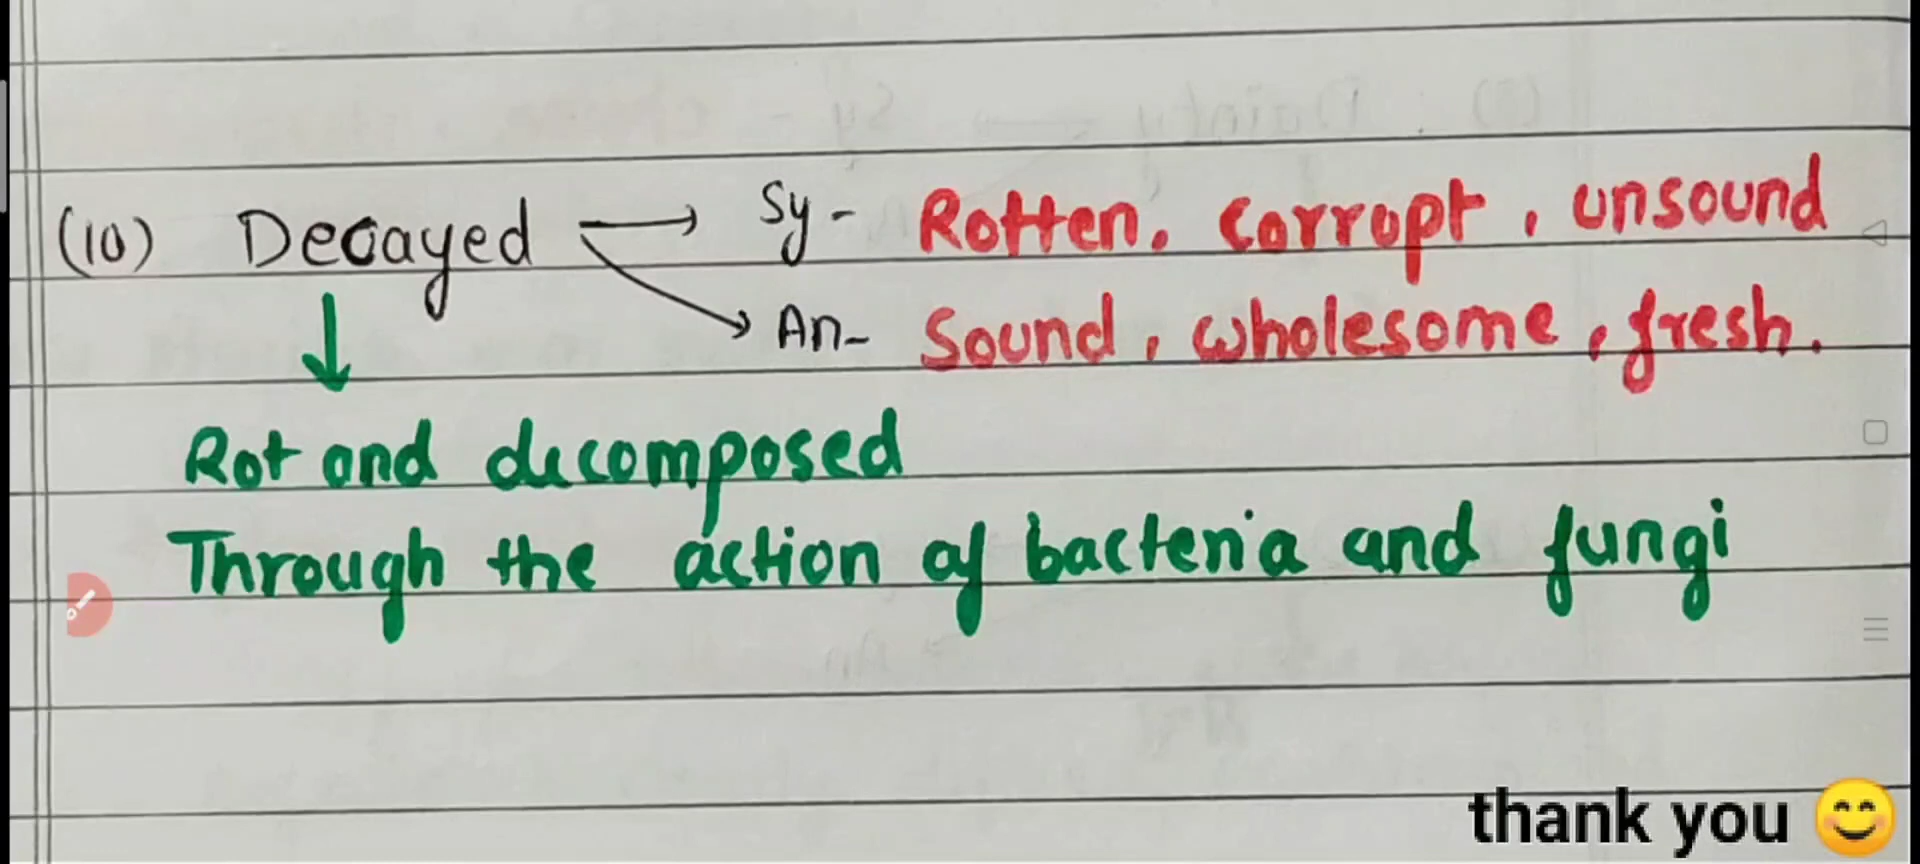 (10) Decayed → Sy - Rotten, corropt, unsound
→ An- Sound, wholesome, fresh.
↓
Rot and decomposed
Through the action of bacteria and fungi
thank you 😊